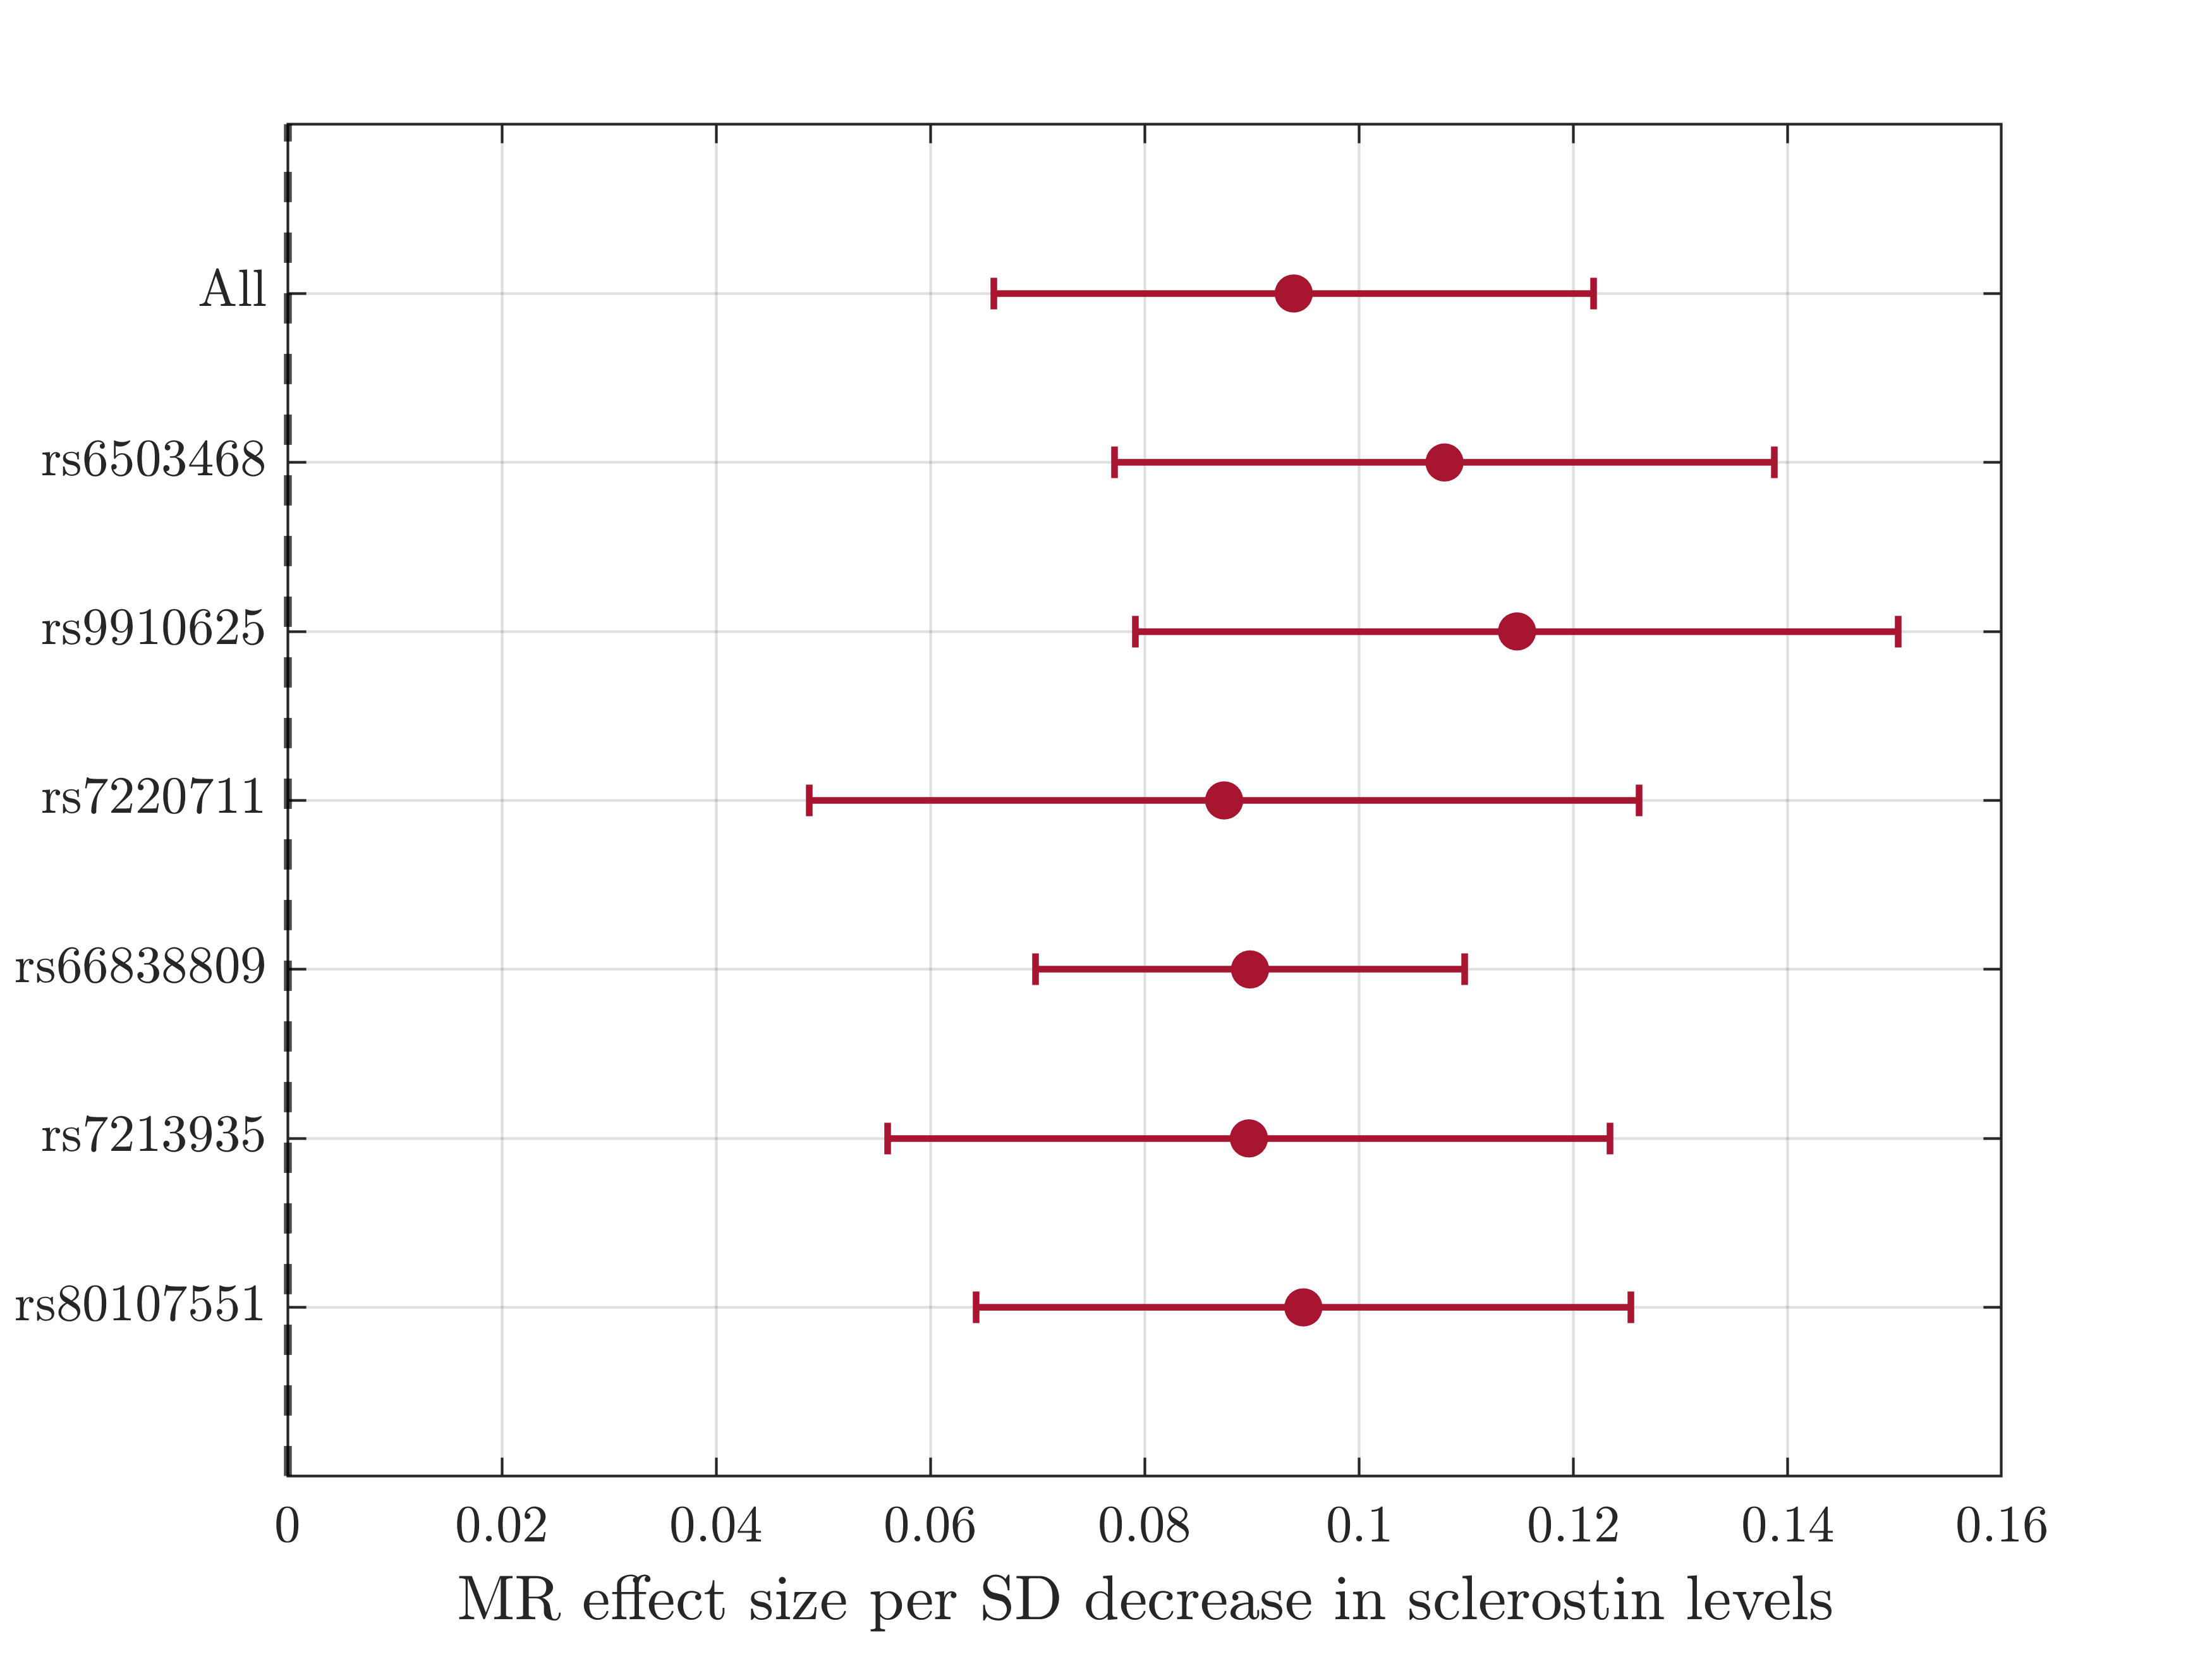 All
rs6503468
rs9910625
rs7220711
rs66838809
rs7213935
rs80107551
0 0.02 0.04 0.06 0.08 0.1 0.12 0.14 0.16
MR effect size per SD decrease in sclerostin levels